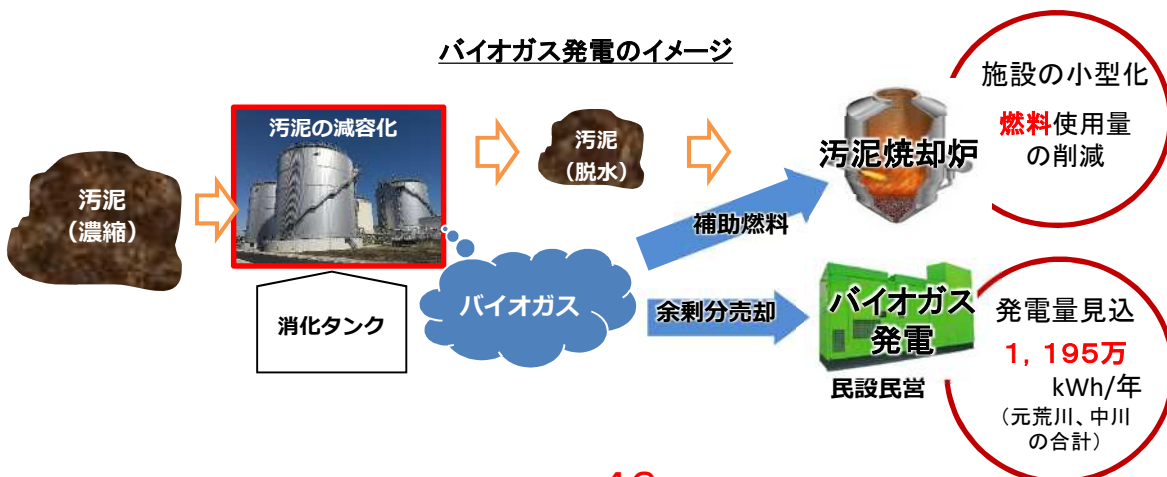 バイオガス発電のイメージ
施設の小型化
燃料使用量
の削減
汚泥の減容化
汚泥
（脱水）
汚泥焼却炉
汚泥
（濃縮）
補助燃料
バイオガス
余剰分売却
バイオガス
発電
消化タンク
民設民営
発電量見込
1，195万
kWh/年
（元荒川、中川
の合計）